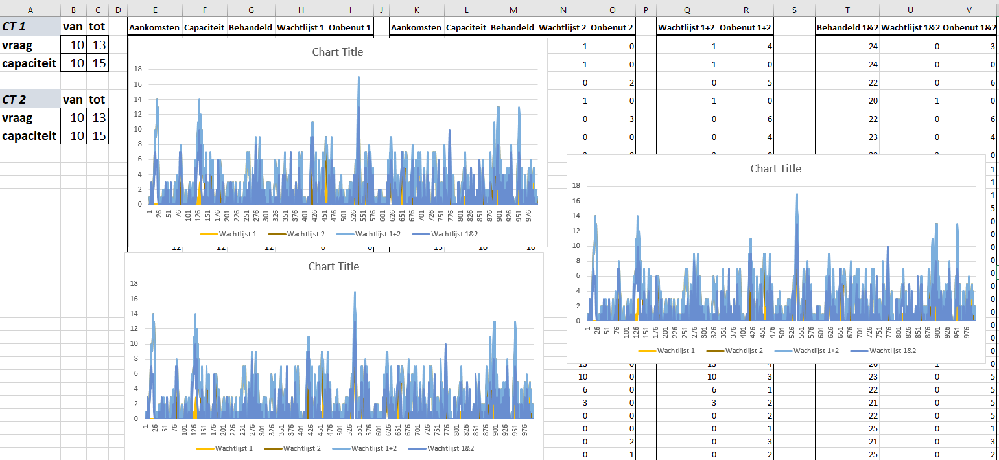 A B C D E F G H I J K L M N O P Q R S T U V
CT 1 van tot Aankomsten Capaciteit Behandeld Wachtlijst 1 Onbenut 1 Aankomsten Capaciteit Behandeld Wachtlijst 2 Onbenut 2 Wachtlijst 1+2 Onbenut 1+2 Behandeld 1&2 Wachtlijst 1&2 Onbenut 1&2
vraag 10 13 1 0 1 4 24 0 3
capaciteit 10 15 1 0 1 0 24 0 0
0 2 0 5 22 0 6
CT 2 van tot 1 0 1 0 20 1 0
vraag 10 13 0 3 0 6 22 0 6
capaciteit 10 15 0 0 0 4 23 0 4
Chart Title
18
16
14
12
10
8
6
4
2
0
1 26 51 76 101 126 151 176 201 226 251 276 301 326 351 376 401 426 451 476 501 526 551 576 601 626 651 676 701 726 751 776 801 826 851 876 901 926 951 976
Wachtlijst 1 Wachtlijst 2 Wachtlijst 1+2 Wachtlijst 1&2
12 12 12 0 0 13 10 10
Chart Title
18
16
14
12
10
8
6
4
2
0
1 26 51 76 101 126 151 176 201 226 251 276 301 326 351 376 401 426 451 476 501 526 551 576 601 626 651 676 701 726 751 776 801 826 851 876 901 926 951 976
Wachtlijst 1 Wachtlijst 2 Wachtlijst 1+2 Wachtlijst 1&2
Chart Title
18
16
14
12
10
8
6
4
2
0
1 26 51 76 101 126 151 176 201 226 251 276 301 326 351 376 401 426 451 476 501 526 551 576 601 626 651 676 701 726 751 776 801 826 851 876 901 926 951 976
Wachtlijst 1 Wachtlijst 2 Wachtlijst 1+2 Wachtlijst 1&2
0
1
1
1
5
0
0
0
0
0
0
0
0
0
0
0
0
13 0 13 4 20 1 0
10 0 10 3 23 0 5
6 0 6 1 22 0 5
3 0 3 2 21 0 5
0 0 0 2 22 0 5
0 0 0 1 25 0 1
0 2 0 3 21 0 3
0 1 0 2 25 0 2